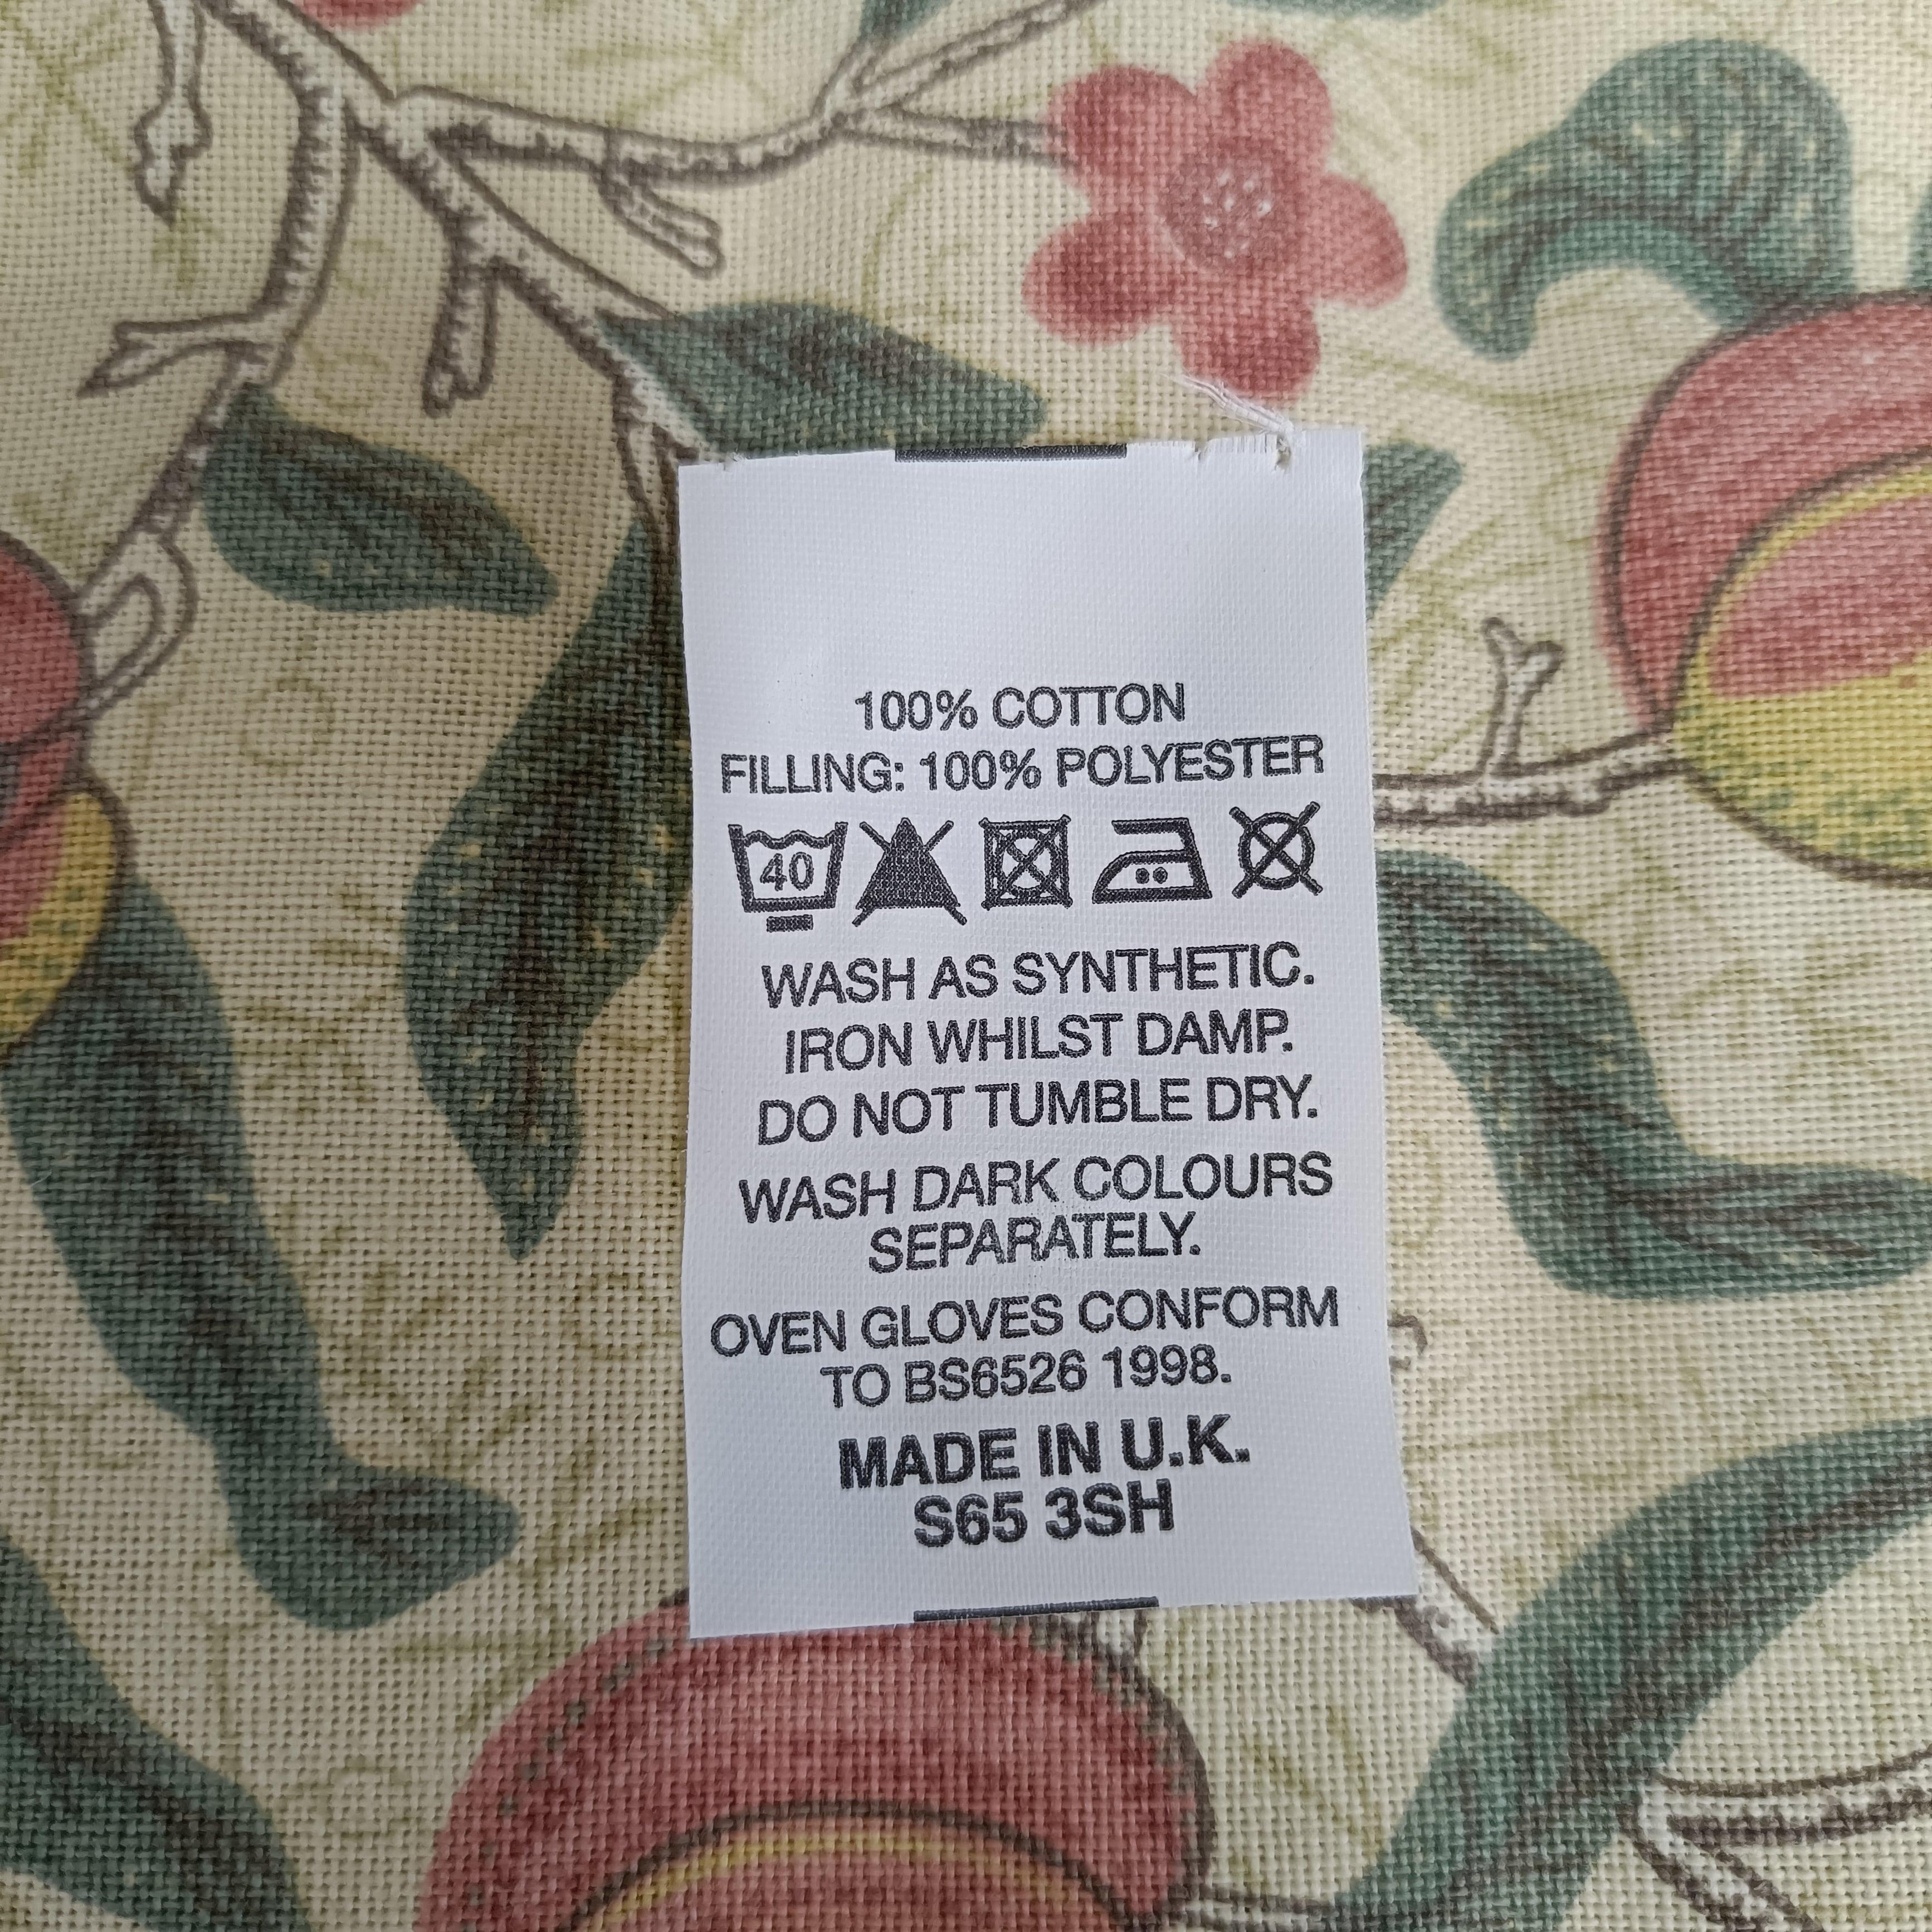 100% COTTON
FILLING: 100% POLYESTER
40
WASH AS SYNTHETIC.
IRON WHILST DAMP.
DO NOT TUMBLE DRY.
WASH DARK COLOURS
SEPARATELY.
OVEN GLOVES CONFORM
TO BS6526 1998.
MADE IN U.K.
S65 3SH